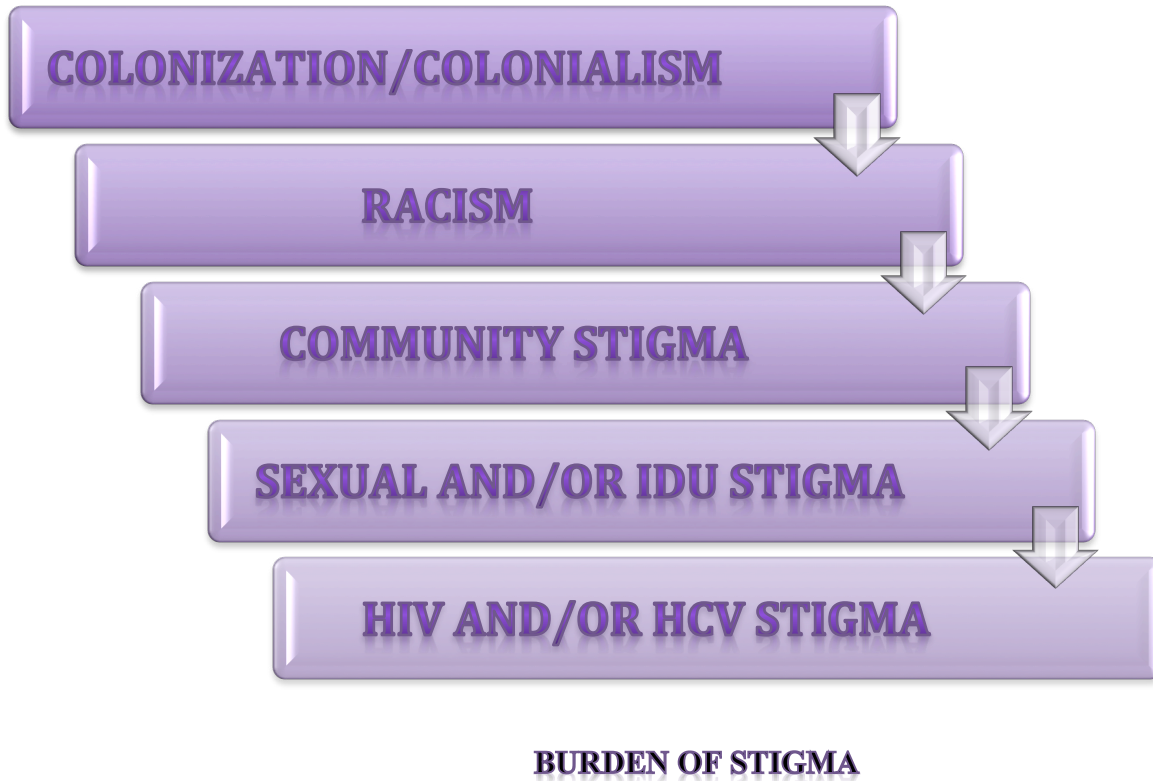 COLONIZATION/COLONIALISM
RACISM
COMMUNITY STIGMA
SEXUAL AND/OR IDU STIGMA
HIV AND/OR HCV STIGMA
BURDEN OF STIGMA